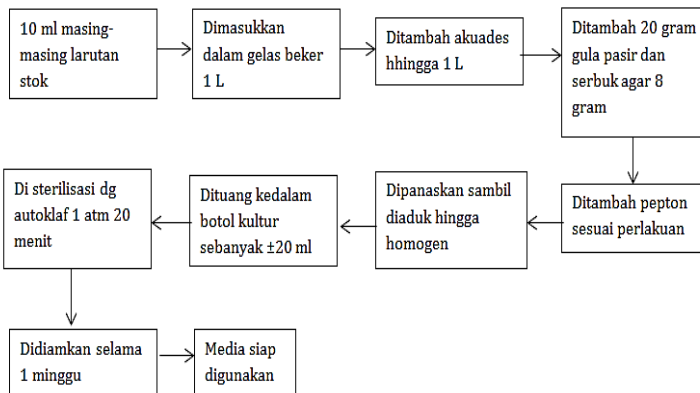 10 ml masing-
masing larutan
stok
Dimasukkan
dalam gelas beker
1 L
Ditambah akuades
hhingga 1 L
Ditambah 20 gram
gula pasir dan
serbuk agar 8
gram
Ditambah pepton
sesuai perlakuan
Dipanaskan sambil
diaduk hingga
homogen
Dituang kedalam
botol kultur
sebanyak ±20 ml
Di sterilisasi dg
autoklaf 1 atm 20
menit
Didiamkan selama
1 minggu
Media siap
digunakan